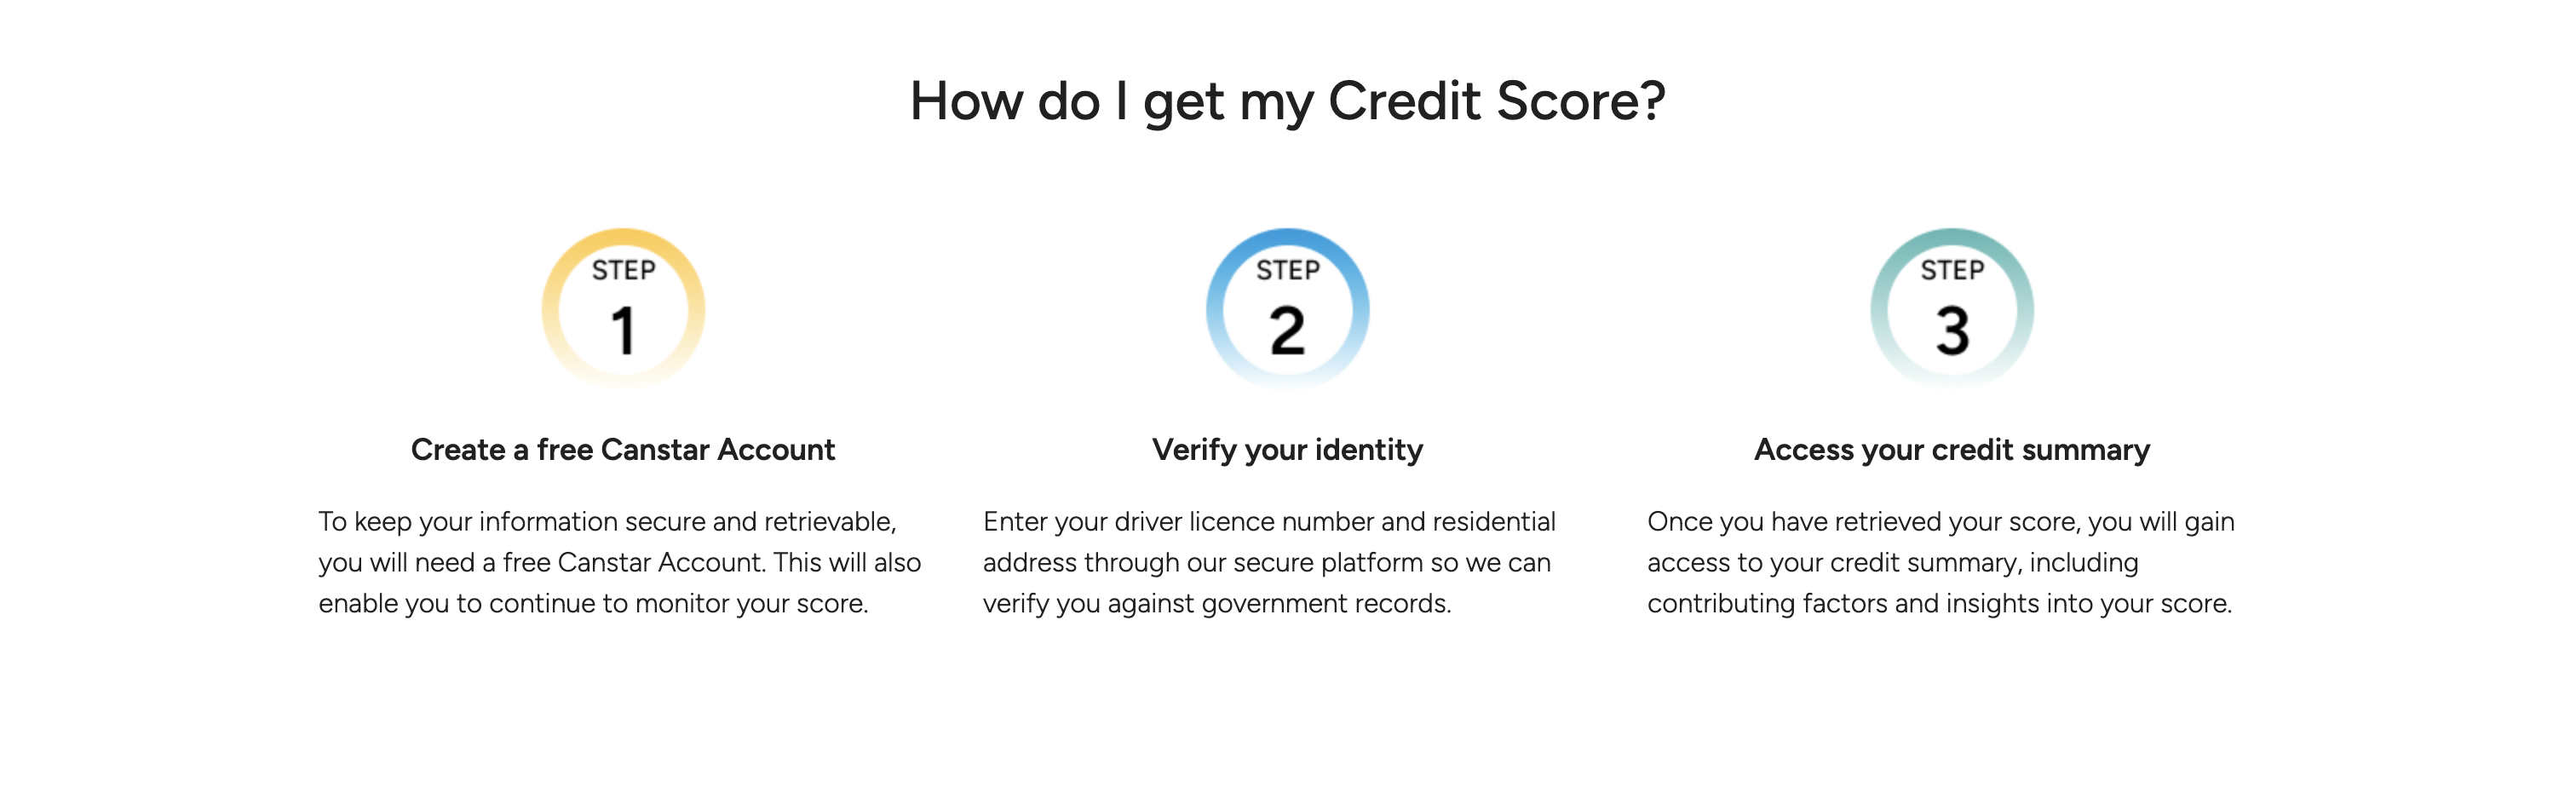 How do I get my Credit Score?
STEP
1
Create a free Canstar Account
To keep your information secure and retrievable,
you will need a free Canstar Account. This will also
enable you to continue to monitor your score.
STEP
2
Verify your identity
Enter your driver licence number and residential
address through our secure platform so we can
verify you against government records.
STEP
3
Access your credit summary
Once you have retrieved your score, you will gain
access to your credit summary, including
contributing factors and insights into your score.